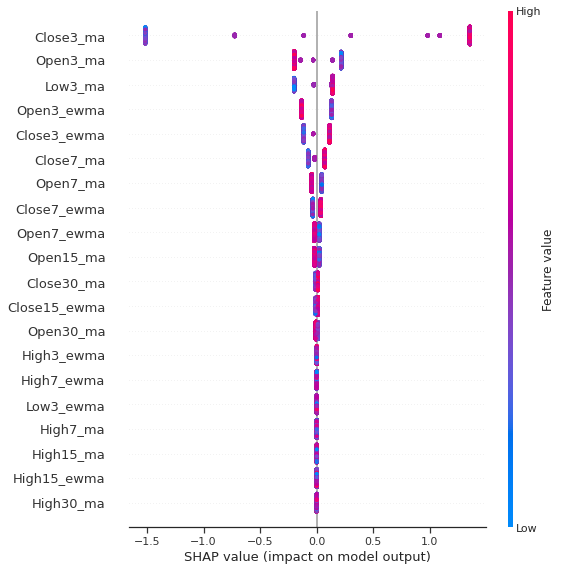 High
Close3_ma
Open3_ma
Low3_ma
Open3_ewma
Close3_ewma
Close7_ma
Open7_ma
Close7_ewma
Open7_ewma
Open15_ma
Close30_ma
Close15_ewma
Open30_ma
High3_ewma
High7_ewma
Low3_ewma
High7_ma
High15_ma
High15_ewma
High30_ma
Feature value
Low
−1.5 −1.0 −0.5 0.0 0.5 1.0
SHAP value (impact on model output)